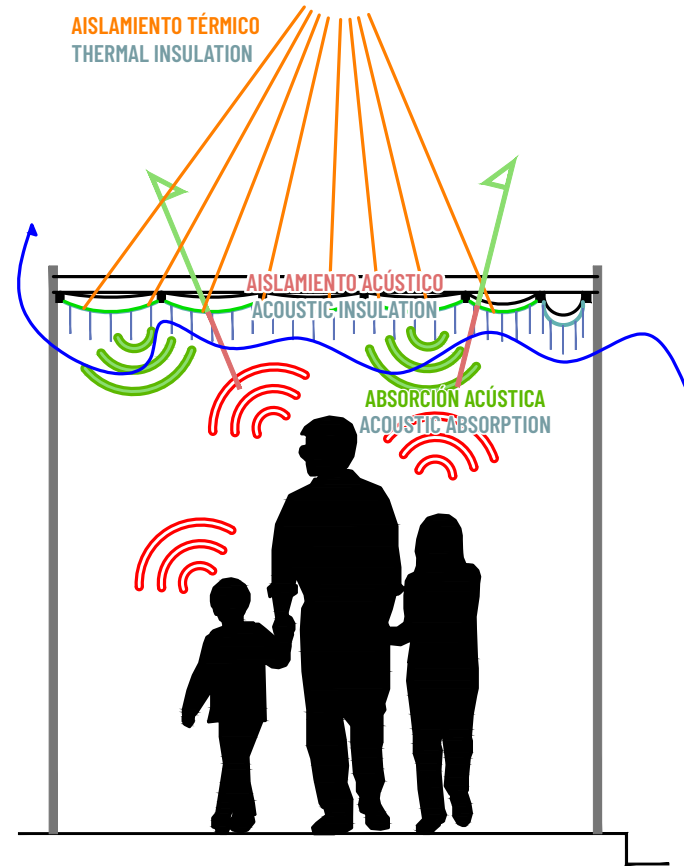 AISLAMIENTO TÉRMICO
THERMAL INSULATION
AISLAMIENTO ACÚSTICO
ACOUSTIC INSULATION
ABSORCIÓN ACÚSTICA
ACOUSTIC ABSORPTION